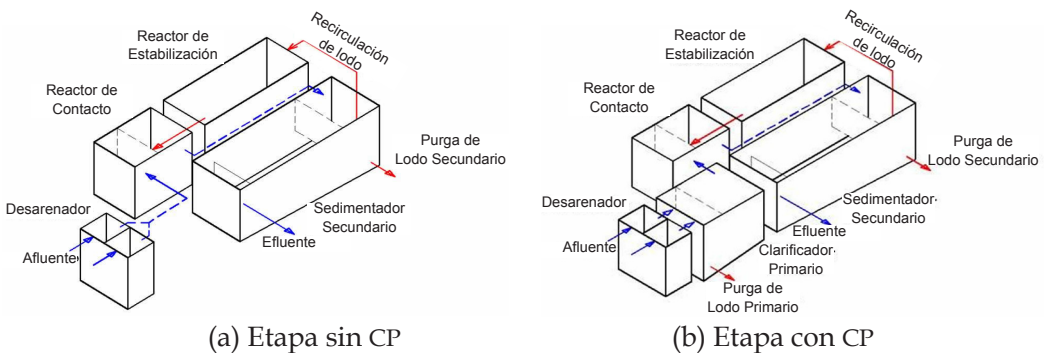 Reactor de
Estabilización
Recirculación
de lodo
Reactor de
Contacto
Purga de
Lodo Secundario
Desarenador
Sedimentador
Secundario
Efluente
Afluente
(a) Etapa sin CP
Reactor de
Estabilización
Recirculación
de lodo
Reactor de
Contacto
Purga de
Lodo Secundario
Desarenador
Sedimentador
Secundario
Efluente
Afluente
Clarificador
Primario
Purga de
Lodo Primario
(b) Etapa con CP